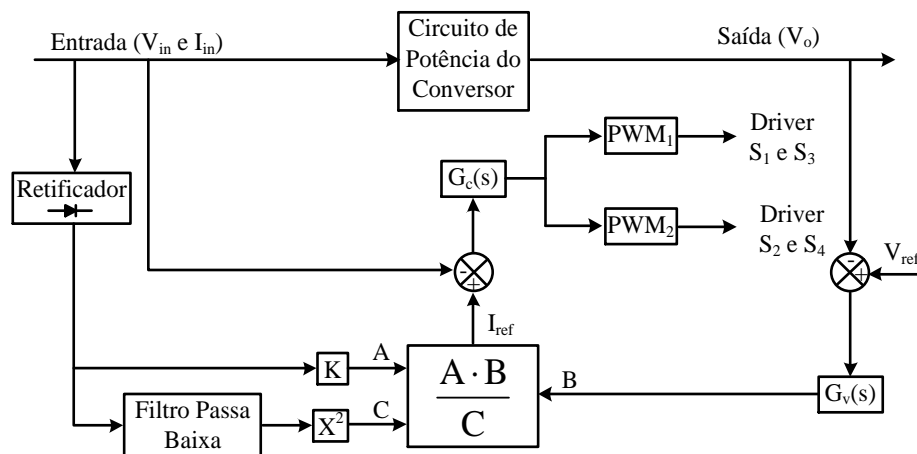 Entrada (V_in e I_in)
Circuito de
Potência do
Conversor
Saída (V_o)
PWM_1
Driver
S_1 e S_3
Retificador
G_c(s)
PWM_2
Driver
S_2 e S_4
-
+
-
+
V_ref
I_ref
K
A
A · B
C
B
G_v(s)
Filtro Passa
Baixa
X^2
C